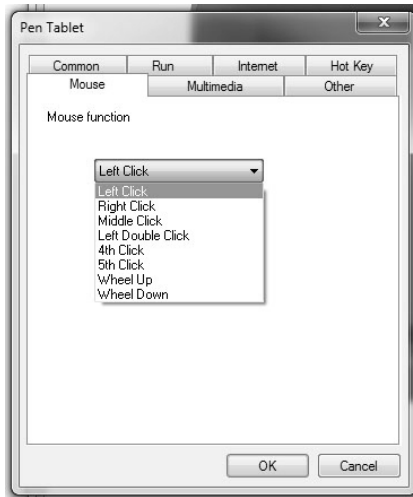 Pen Tablet
Common Run Internet Hot Key
Mouse Multimedia Other
Mouse function
Left Click
Left Click
Right Click
Middle Click
Left Double Click
4th Click
5th Click
Wheel Up
Wheel Down
OK Cancel